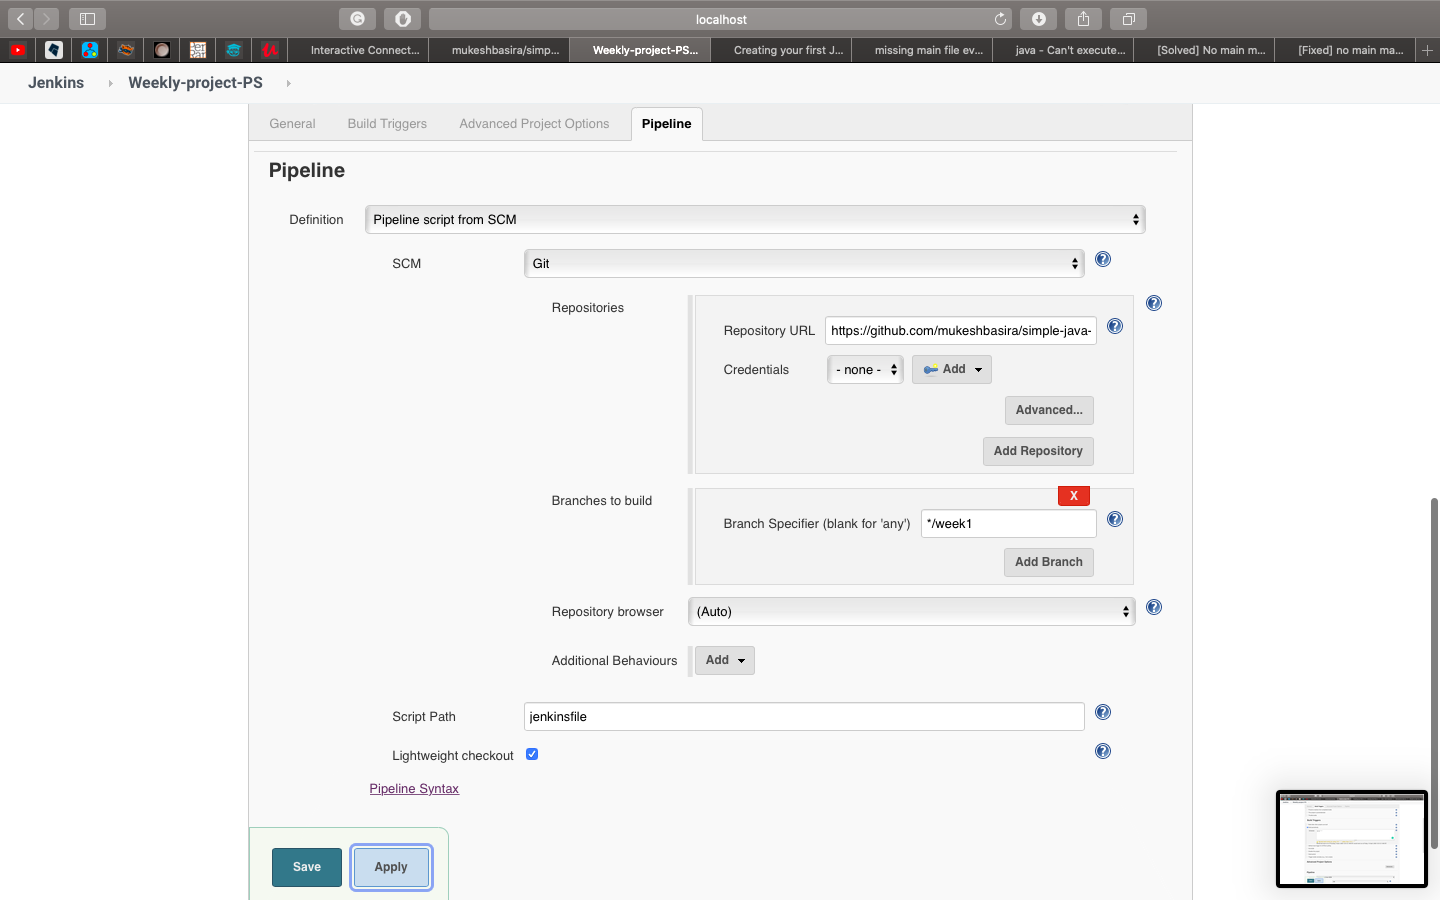 localhost
Interactive Connect...
mukeshbasira/simp...
Weekly-project-PS...
Creating your first J...
missing main file ev...
java - Can't execute...
[Solved] No main m...
[Fixed] no main ma...
Jenkins
Weekly-project-PS
General
Build Triggers
Advanced Project Options
Pipeline
Pipeline
Definition
Pipeline script from SCM
SCM
Git
Repositories
Repository URL
https://github.com/mukeshbasira/simple-java-
Credentials
- none -
Add
Advanced...
Add Repository
Branches to build
X
Branch Specifier (blank for 'any')
*/week1
Add Branch
Repository browser
(Auto)
Additional Behaviours
Add
Script Path
jenkinsfile
Lightweight checkout
Pipeline Syntax
Save
Apply